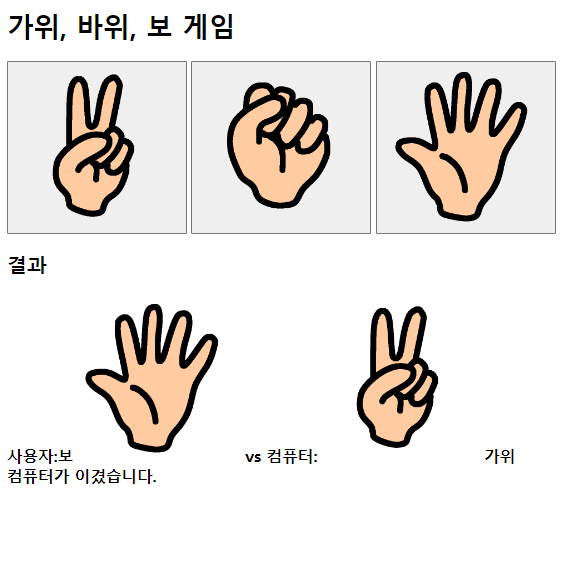 가위, 바위, 보 게임
결과
사용자:보 vs 컴퓨터: 가위
컴퓨터가 이겼습니다.